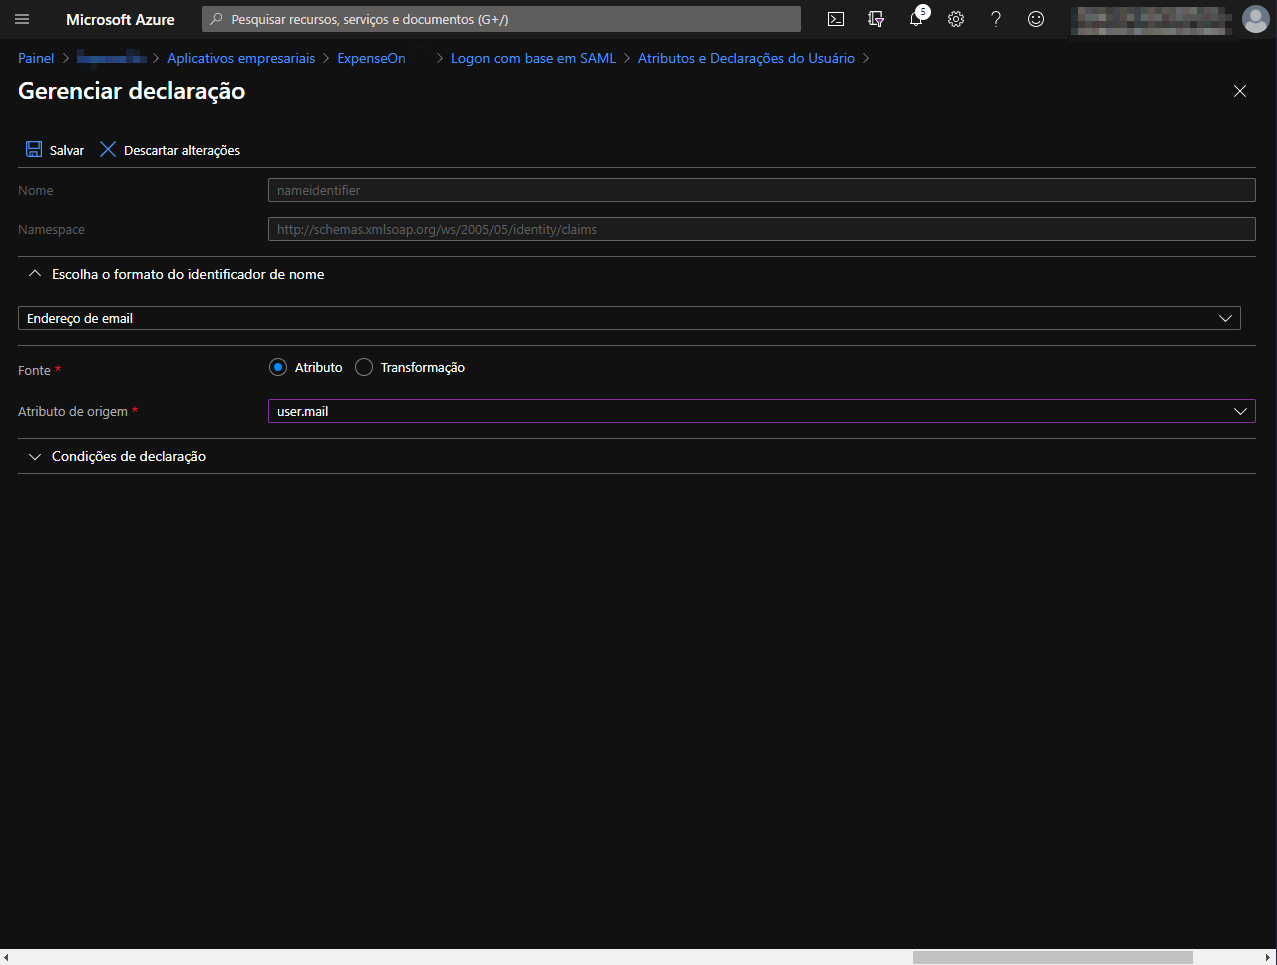 Microsoft Azure Pesquisar recursos, serviços e documentos (G+/) 5
Painel > Aplicativos empresariais > ExpenseOn > Logon com base em SAML > Atributos e Declarações do Usuário >
Gerenciar declaração
Salvar Descartar alterações
Nome nameidentifier
Namespace http://schemas.xmlsoap.org/ws/2005/05/identity/claims
Escolha o formato do identificador de nome
Endereço de email
Fonte * Atributo Transformação
Atributo de origem * user.mail
Condições de declaração